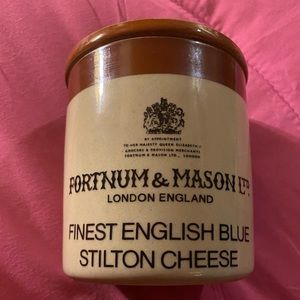 BY APPOINTMENT
TO HER MAJESTY QUEEN ELIZABETH II
GROCERS & PROVISION MERCHANTS
FORTNUM & MASON LTD., LONDON
FORTNUM & MASON LTD
LONDON ENGLAND
FINEST ENGLISH BLUE
STILTON CHEESE